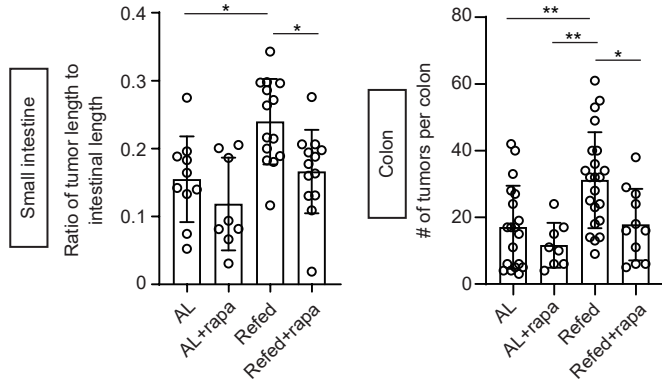 Small intestine
Ratio of tumor length to
intestinal length
0.4
0.3
0.2
0.1
0
*
*
AL
AL+rapa
Refed
Refed+rapa
Colon
# of tumors per colon
80
60
40
20
0
**
**
*
AL
AL+rapa
Refed
Refed+rapa